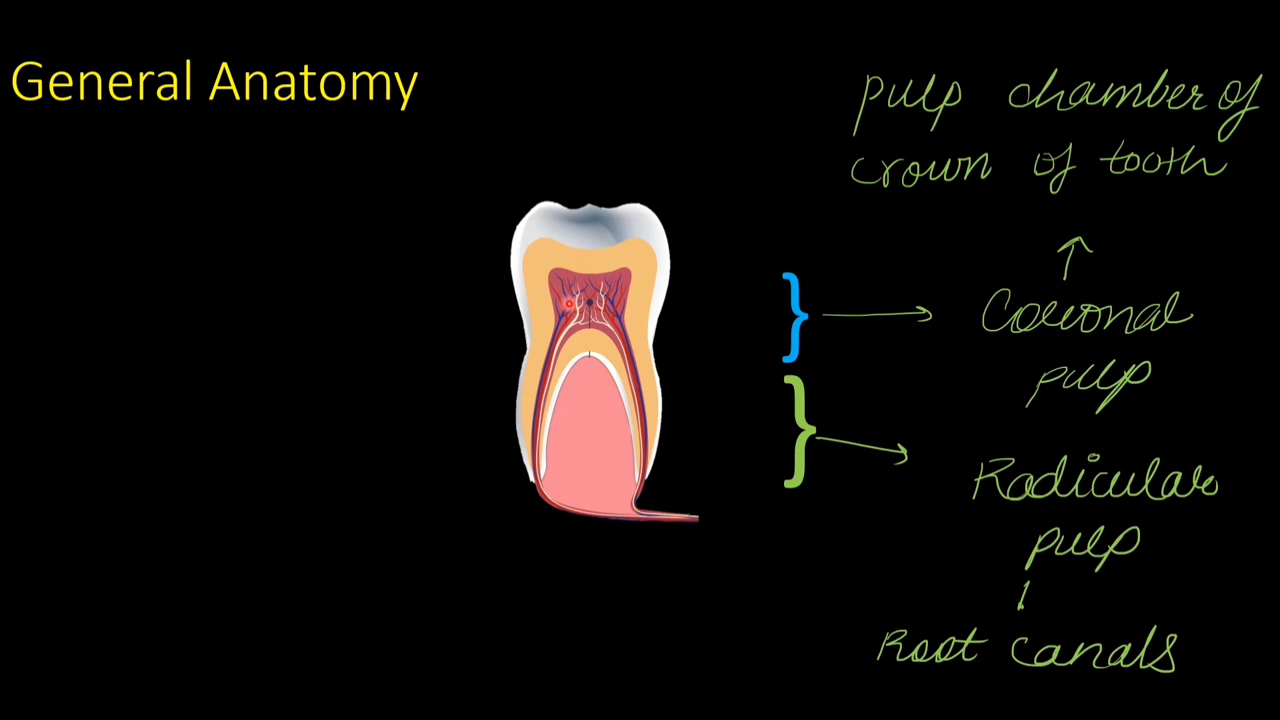 General Anatomy
pulp chamber of
crown of tooth
Coronal
pulp
Radicular
pulp
Root canals